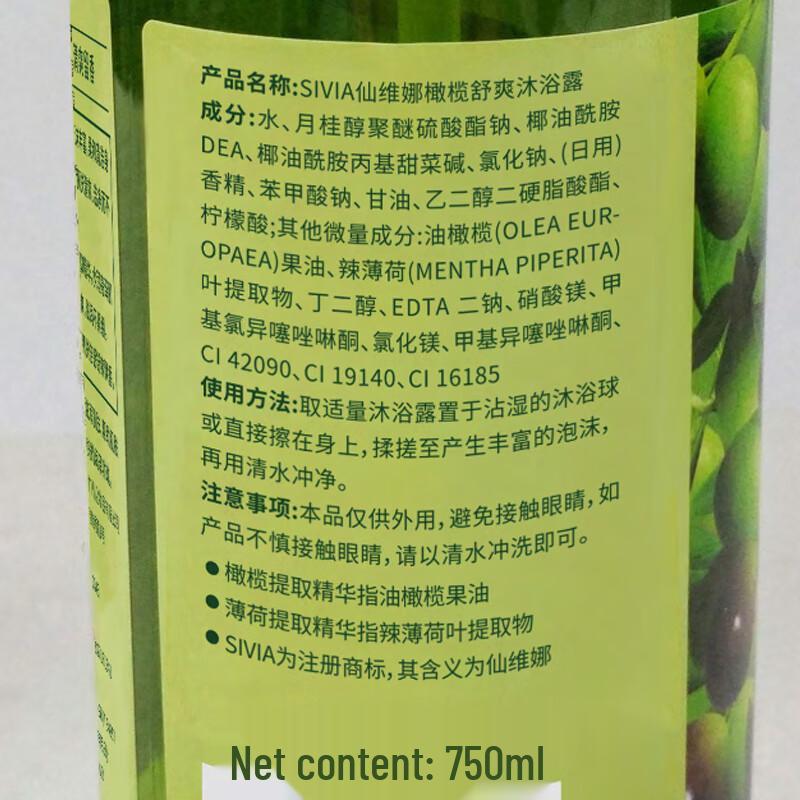 清爽留香
产品名称:SIVIA仙维娜橄榄舒爽沐浴露
成分:水、月桂醇聚醚硫酸酯钠、椰油酰胺
DEA、椰油酰胺丙基甜菜碱、氯化钠、(日用)
香精、苯甲酸钠、甘油、乙二醇二硬脂酸酯、
柠檬酸;其他微量成分:油橄榄(OLEA EUR-
OPAEA)果油、辣薄荷(MENTHA PIPERITA)
叶提取物、丁二醇、EDTA 二钠、硝酸镁、甲
基氯异噻唑啉酮、氯化镁、甲基异噻唑啉酮、
CI 42090、CI 19140、CI 16185
使用方法:取适量沐浴露置于沾湿的沐浴球
或直接擦在身上,揉搓至产生丰富的泡沫,
再用清水冲净。
注意事项:本品仅供外用,避免接触眼睛,如
产品不慎接触眼睛,请以清水冲洗即可。
● 橄榄提取精华指油橄榄果油
● 薄荷提取精华指辣薄荷叶提取物
● SIVIA为注册商标,其含义为仙维娜
Net content: 750ml